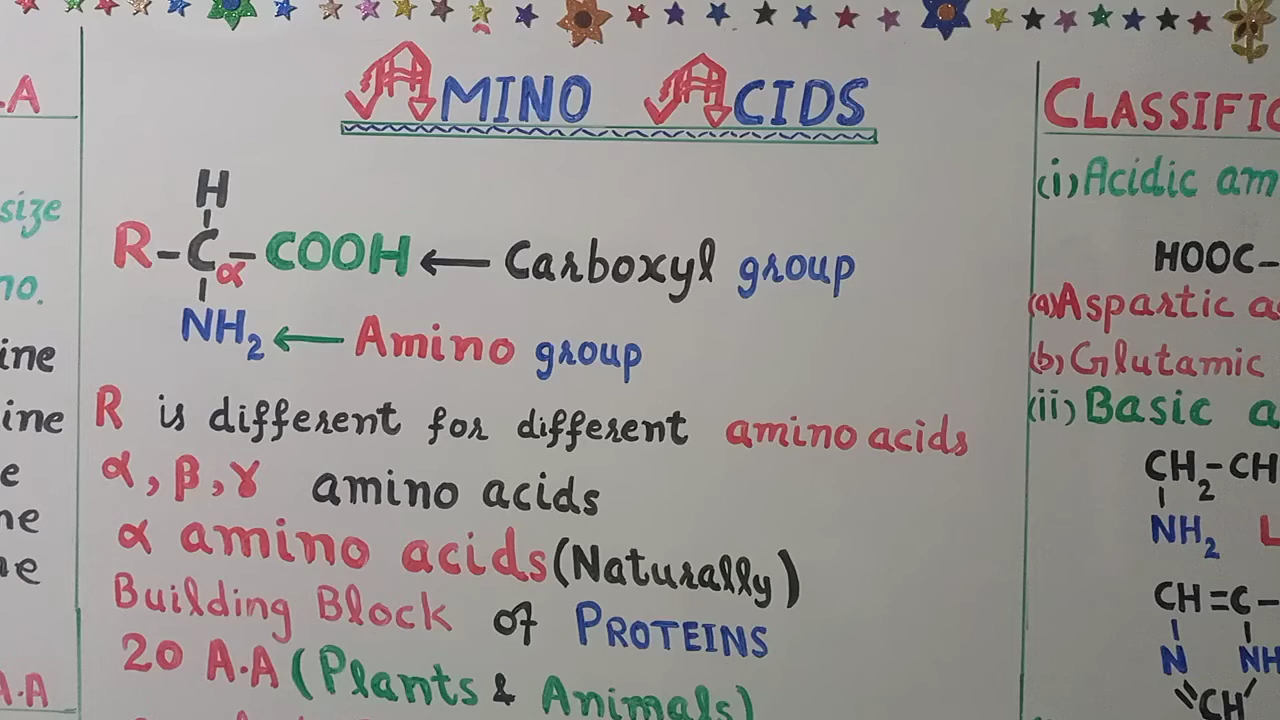 AMINO ACIDS
H
R-C-COOH ← Carboxyl group
α
NH2 ← Amino group
R is different for different amino acids
α, β, γ amino acids
α amino acids (Naturally)
Building Block of PROTEINS
20 A.A (Plants & Animals)
.A
size
no.
ine
ine
e
ne
ne
A.A
CLASSIFIC
(i) Acidic am
HOOC-
(a) Aspartic a
(b) Glutamic
(ii) Basic a
CH2-CH
NH2 L
CH=C-
N NH
CH